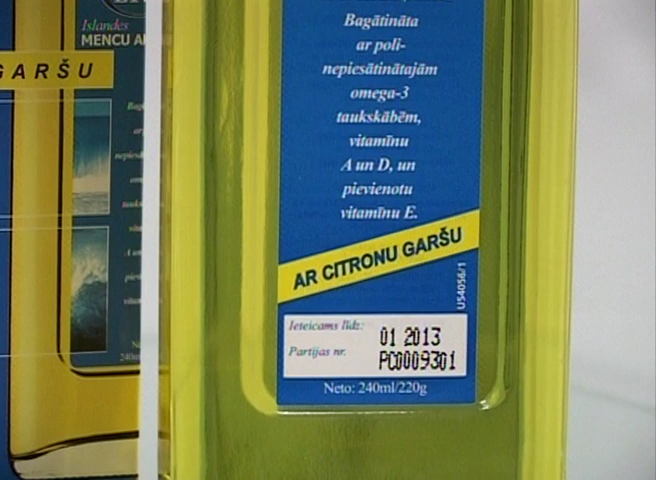 Islandes
MENCU
GARŠU
Bagātināta
ar poli-
nepiesātinātajām
omega-3
taukskābēm,
vitamīnu
A un D, un
pievienotu
vitamīnu E.
AR CITRONU GARŠU
U54056/1
Ieteicams līdz: 01 2013
Partijas nr. PC0009301
Neto: 240ml/220g